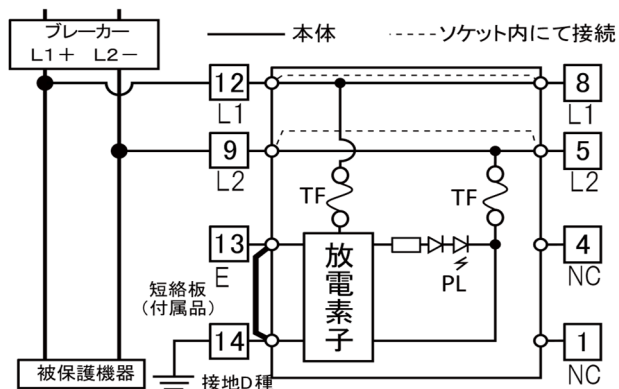 ブレーカー
L1+ L2-
本体
ソケット内にて接続
12
L1
8
L1
9
L2
5
L2
TF
TF
13
E
放電素子
PL
4
NC
短絡板
(付属品)
14
1
NC
被保護機器
接地D種